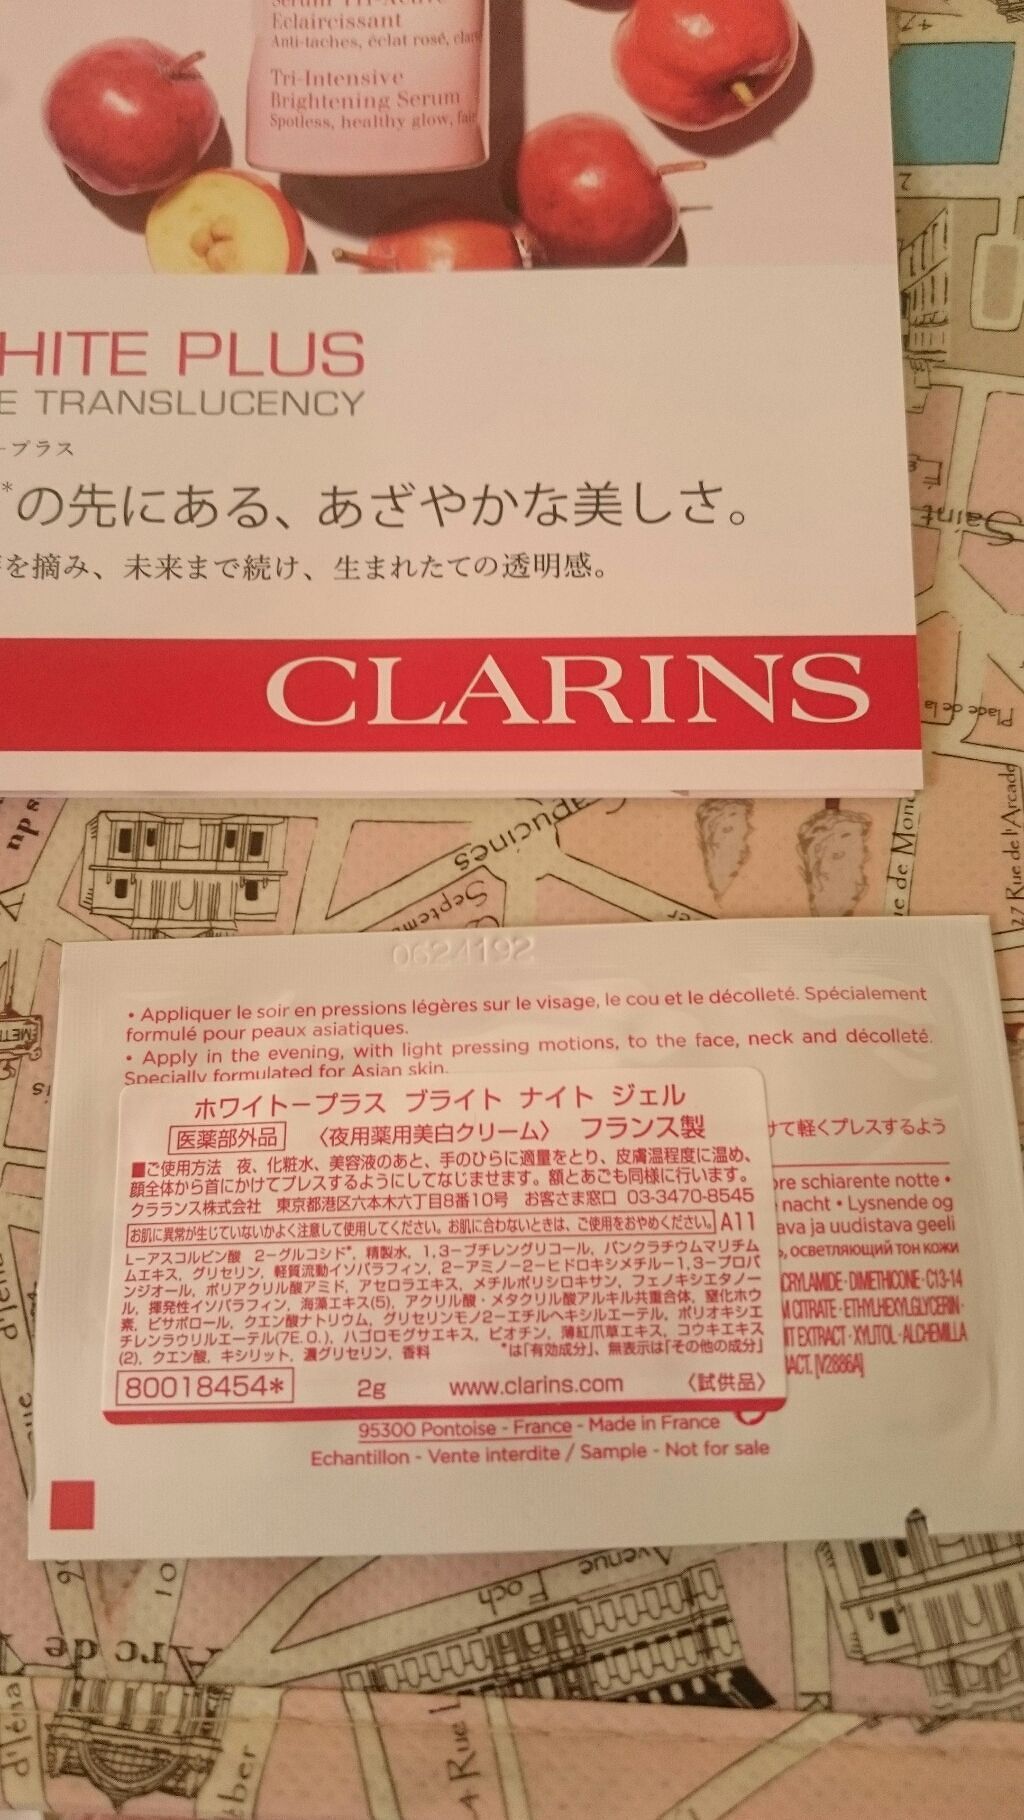 Eclaircissant
Anti-taches, éclat rosé,
Tri-Intensive
Brightening Serum
Spotless, healthy glow,
HITE PLUS
E TRANSLUCENCY
ープラス
*の先にある、あざやかな美しさ。
を摘み、未来まで続け、生まれたての透明感。
CLARINS
0624192
• Appliquer le soir en pressions légères sur le visage, le cou et le décolleté. Spécialement
formulé pour peaux asiatiques.
• Apply in the evening, with light pressing motions, to the face, neck and décolleté.
Specially formulated for Asian skin.
ホワイトープラス ブライト ナイト ジェル
医薬部外品 〈夜用薬用美白クリーム〉 フランス製
■ご使用方法 夜、化粧水、美容液のあと、手のひらに適量をとり、皮膚温程度に温め、
顔全体から首にかけてプレスするようにしてなじませます。額とあごも同様に行います。
クラランス株式会社 東京都港区六本木六丁目8番10号 お客さま窓口 03-3470-8545
お肌に異常が生じていないかよく注意して使用してください。お肌に合わないときは、ご使用をおやめください。 A11
L-アスコルビン酸 2-グルコシド*, 精製水, 1,3-ブチレングリコール, パンクラチウムマリチム
ムエキス, グリセリン, 軽質流動イソパラフィン, 2-アミノ-2-ヒドロキシメチル-1,3-プロパ
ンジオール, ポリアクリル酸アミド, アセロラエキス, メチルポリシロキサン, フェノキシエタノー
ル, 揮発性イソパラフィン, 海藻エキス(5), アクリル酸・メタクリル酸アルキル共重合体, 窒化ホウ
素, ビサボロール, クエン酸ナトリウム, グリセリンモノ2-エチルヘキシルエーテル, ポリオキシエ
チレンラウリルエーテル(7E.O.), ハゴロモグサエキス, ビオチン, 薄紅爪草エキス, コウキエキス
(2), クエン酸, キシリット, 濃グリセリン, 香料 *は「有効成分」、無表示は「その他の成分」
80018454* 2g www.clarins.com 〈試供品〉
けて軽くプレスするよう
re schiarente notte •
nacht • Lysnende og
ava ja uudistava geeli
осветляющий тон кожи
CRYLAMIDE · DIMETHICONE · C13-14
M CITRATE · ETHYLHEXYLGLYCERIN ·
IT EXTRACT · XYLITOL · ALCHEMILLA
ACT. [V2886A]
95300 Pontoise - France - Made in France
Echantillon - Vente interdite / Sample - Not for sale
Saint
Place de la
27 Rue de l'Arcade
Capucines
Avenue
Foch
Arc de
d'Iéna
4 Rue